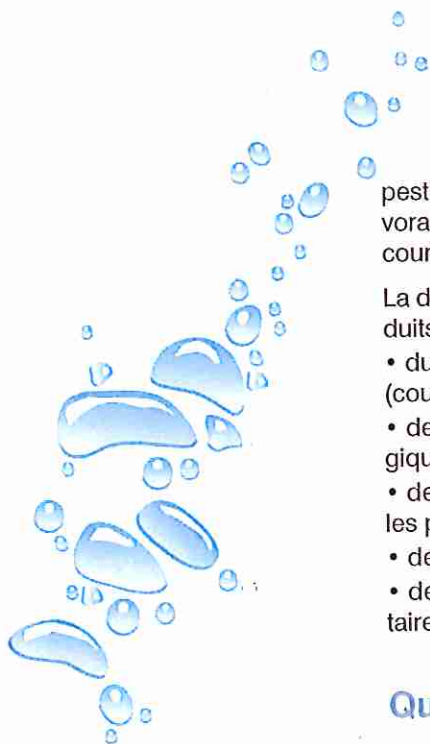 pest
vora
cour
La d
duits
• du
(cou
• de
giqu
• de
les p
• de
• de
taire
Qu